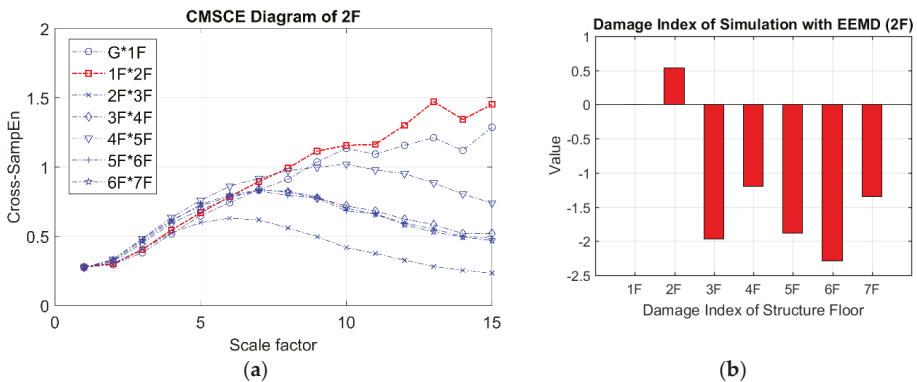 CMSCE Diagram of 2F
2
1.5
1
0.5
0
Cross-SampEn
G*1F
1F*2F
2F*3F
3F*4F
4F*5F
5F*6F
6F*7F
0
5
10
15
Scale factor
(a)
Damage Index of Simulation with EEMD (2F)
1
0.5
0
-0.5
-1
-1.5
-2
-2.5
Value
1F
2F
3F
4F
5F
6F
7F
Damage Index of Structure Floor
(b)